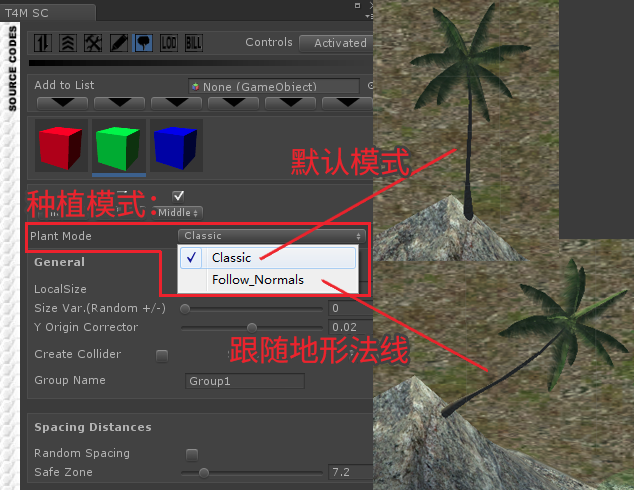 T4M SC
SOURCE CODES
LOD
BILL
Controls
Activated
Add to List
None (GameObject)
默认模式
种植模式：
Middle
Plant Mode
Classic
Classic
Follow_Normals
General
LocalSize
Size Var.(Random +/-)
0
Y Origin Corrector
0.02
跟随地形法线
Create Collider
Group Name
Group1
Spacing Distances
Random Spacing
Safe Zone
7.2